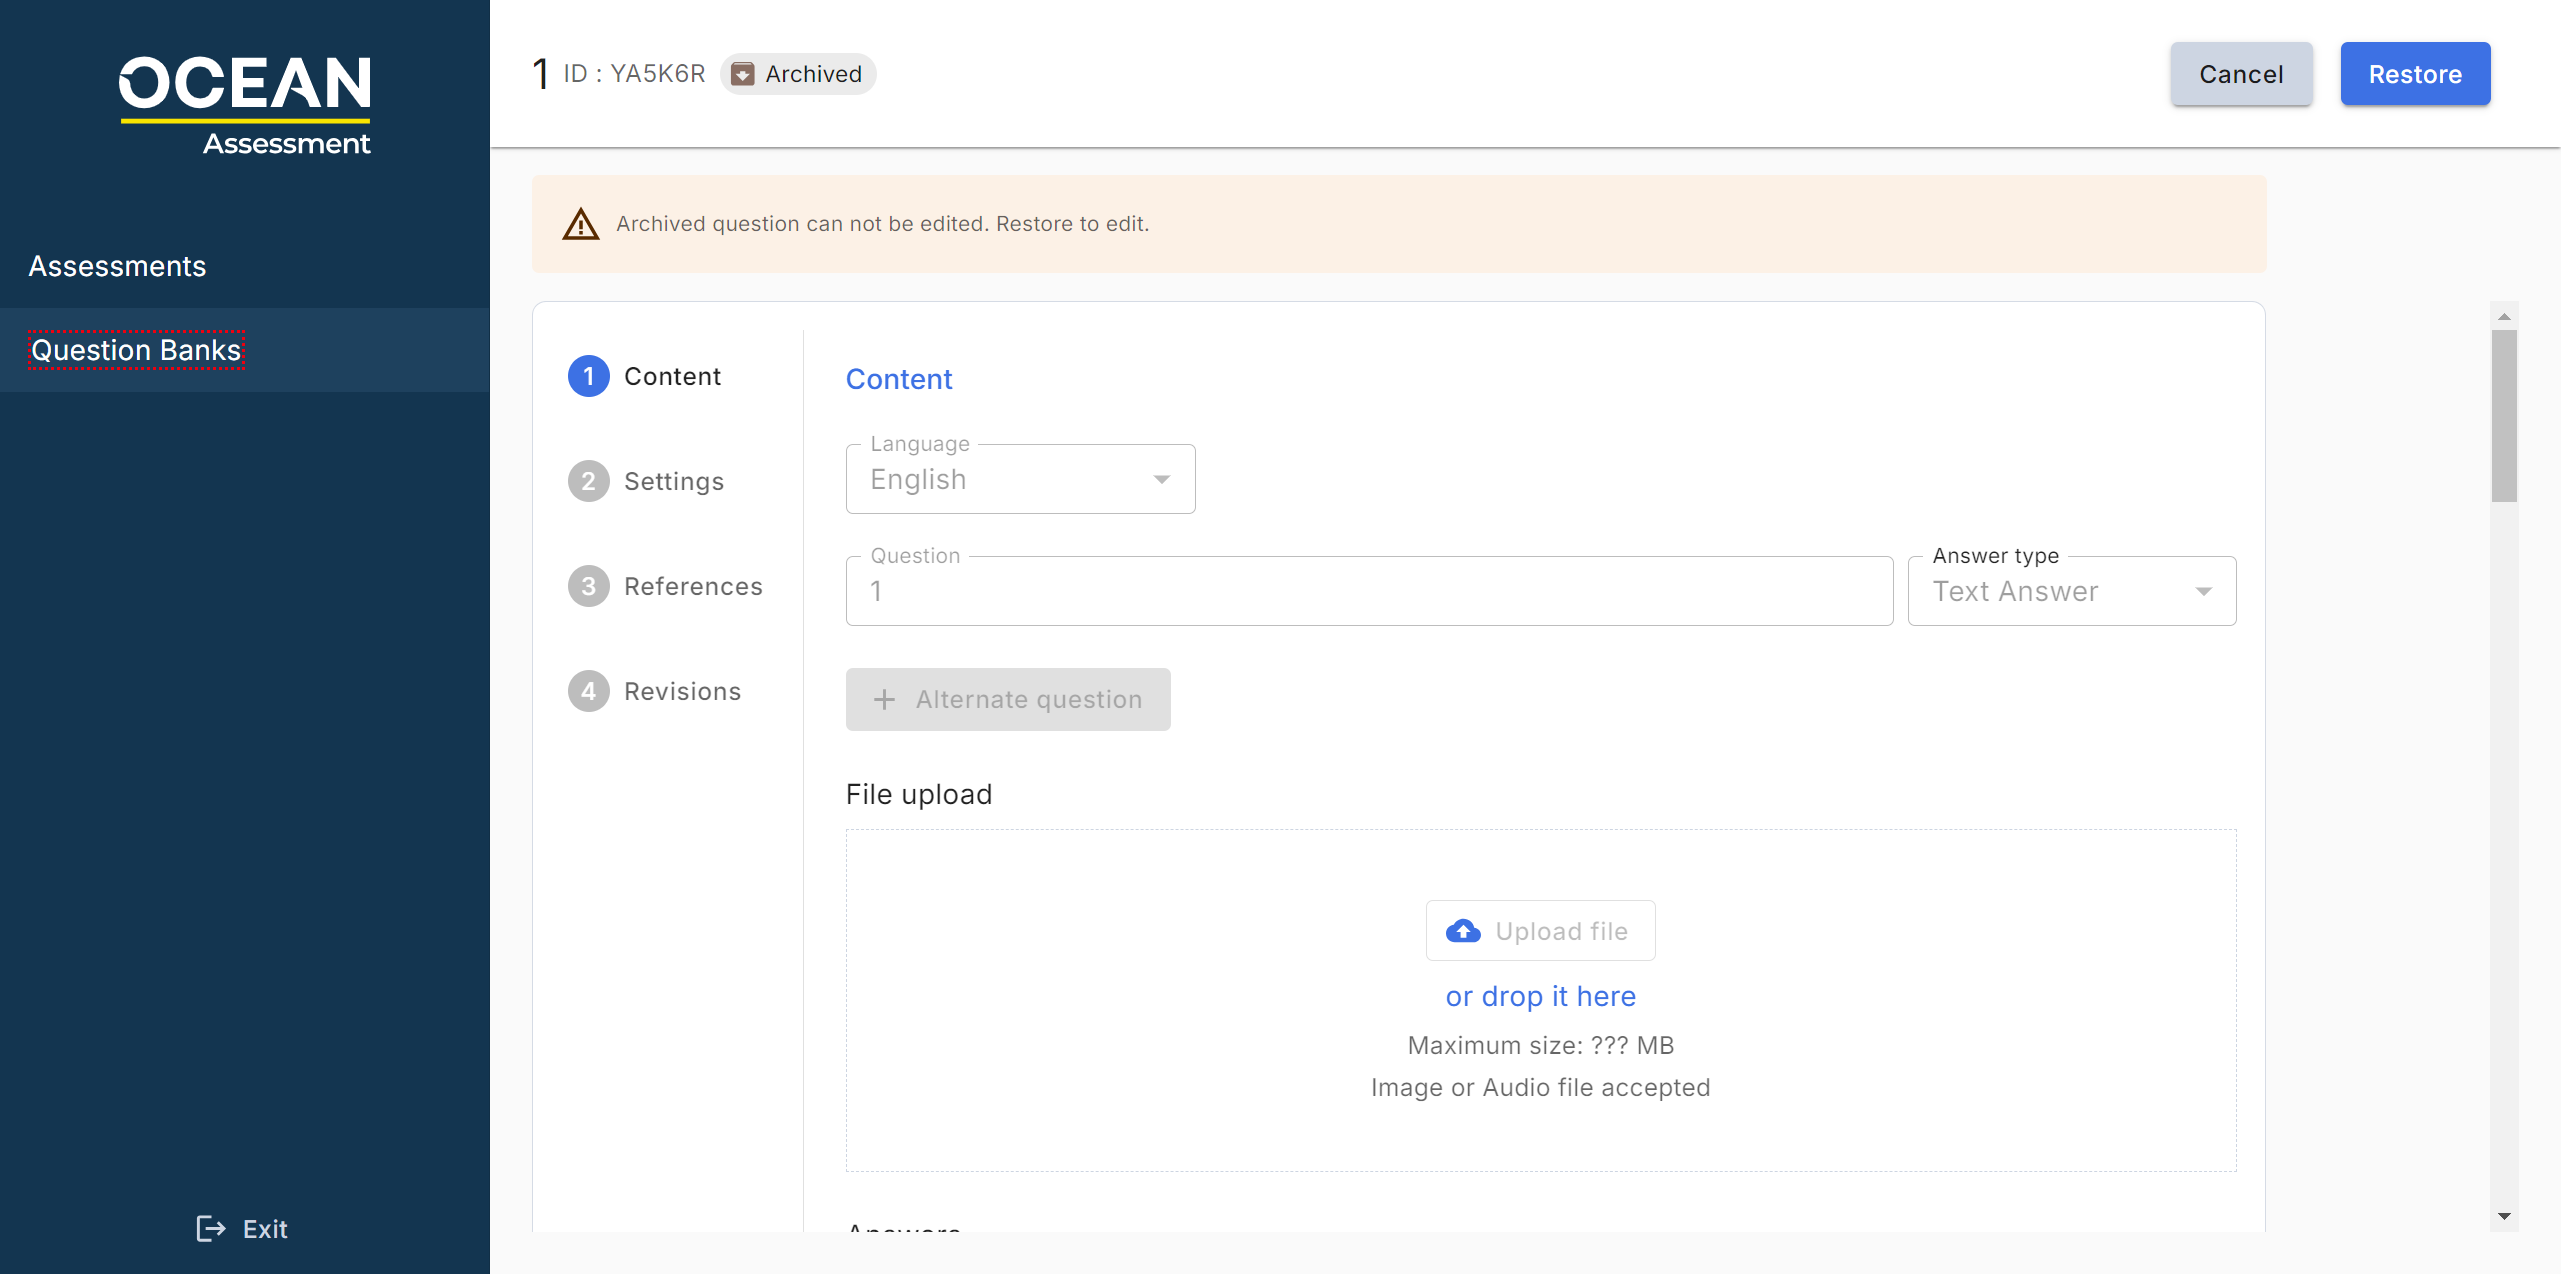 OCEAN
Assessment
Assessments
Question Banks
Exit
1 ID : YA5K6R Archived
Cancel
Restore
Archived question can not be edited. Restore to edit.
1 Content
2 Settings
3 References
4 Revisions
Content
Language
English
Question
1
Answer type
Text Answer
+ Alternate question
File upload
Upload file
or drop it here
Maximum size: ??? MB
Image or Audio file accepted
Answers